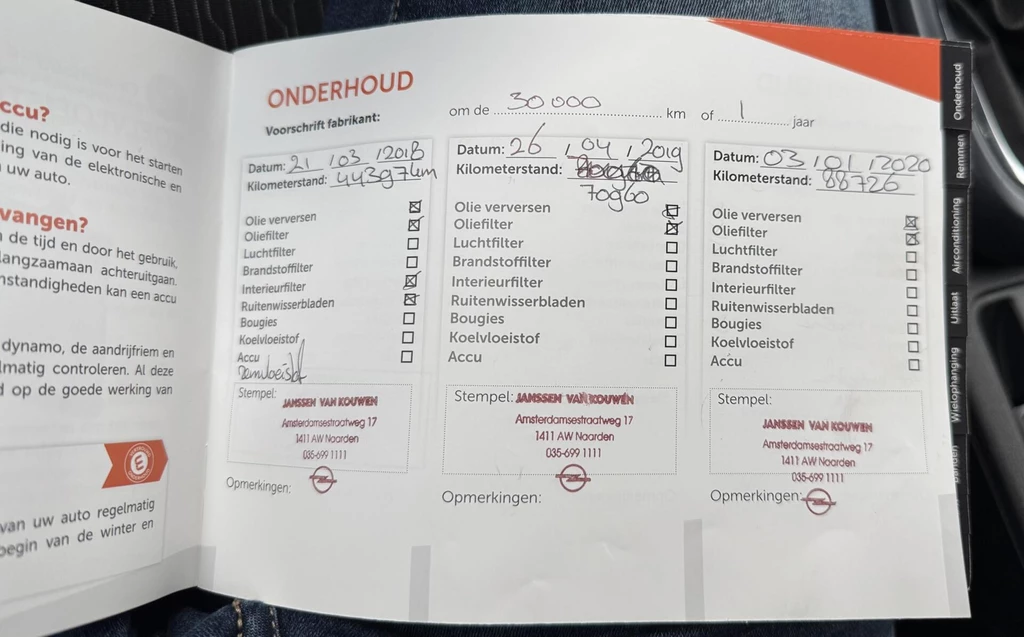 ccu?
die nodig is voor het starten
ing van de elektronische en
uw auto.
vangen?
de tijd en door het gebruik,
langzaamaan achteruitgaan.
nstandigheden kan een accu
dynamo, de aandrijfriem en
lmatig controleren. Al deze
d op de goede werking van
E
van uw auto regelmatig
begin van de winter en
ONDERHOUD
Voorschrift fabrikant: om de 30000 km of 1 jaar
Datum: 21 / 03 / 2018
Kilometerstand: 44397km
Olie verversen
Oliefilter
Luchtfilter
Brandstoffilter
Interieurfilter
Ruitenwisserbladen
Bougies
Koelvloeistof
Accu
Remvloeistof
Stempel: JANSSEN VAN KOUWEN
Amsterdamsestraatweg 17
1411 AW Naarden
035-699 1111
Opmerkingen:
Datum: 26 / 04 / 2019
Kilometerstand:
70960
Olie verversen
Oliefilter
Luchtfilter
Brandstoffilter
Interieurfilter
Ruitenwisserbladen
Bougies
Koelvloeistof
Accu
Stempel: JANSSEN VAN KOUWEN
Amsterdamsestraatweg 17
1411 AW Naarden
035-699 1111
Opmerkingen:
Datum: 03 / 01 / 2020
Kilometerstand: 88726
Olie verversen
Oliefilter
Luchtfilter
Brandstoffilter
Interieurfilter
Ruitenwisserbladen
Bougies
Koelvloeistof
Accu
Stempel:
JANSSEN VAN KOUWEN
Amsterdamsestraatweg 17
1411 AW Naarden
035-699 1111
Opmerkingen:
Onderhoud
Remmen
Airconditioning
Uitlaat
Wielophanging
banden